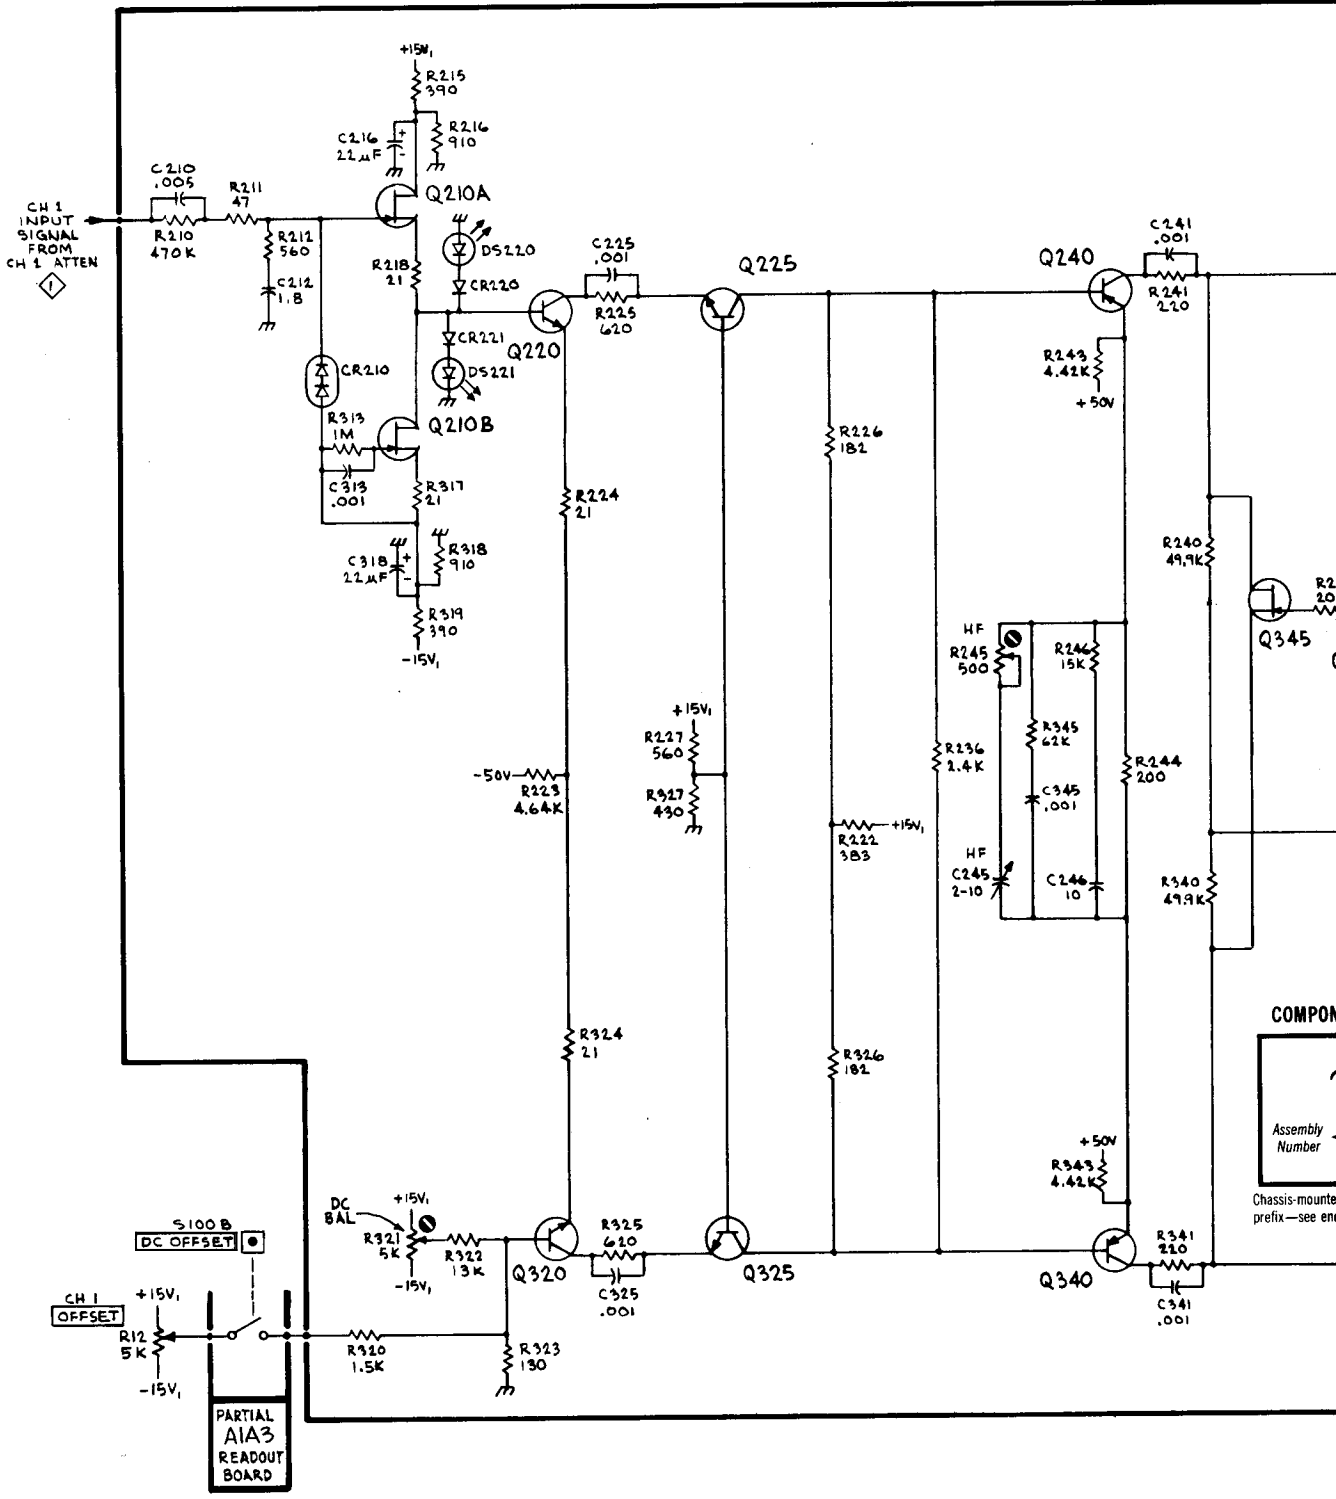 +15V₁
R215
390
C216
22µF
+
-
R216
910
C210
.005
R211
47
Q210A
CH 1
INPUT
SIGNAL
FROM
CH 1 ATTEN
1
R210
470K
R212
560
C212
1.8
R218
21
DS220
CR220
C225
.001
R225
620
Q225
Q240
C241
.001
R241
220
Q220
CR221
DS221
CR210
R243
4.42K
+50V
R313
1M
Q210B
C313
.001
R317
21
R226
182
R224
21
C318
22µF
+
-
R318
910
R240
49.9K
R319
390
-15V₁
HF
R245
500
R246
15K
Q345
+15V₁
R227
560
R345
62K
R236
2.4K
R244
200
-50V
R223
4.64K
R327
430
C345
.001
R222
383
+15V₁
HF
C245
2-10
C246
10
R340
49.9K
R324
21
R326
182
COMPON
Assembly
Number
+50V
R343
4.42K
Chassis-mounte
prefix—see en
DC
BAL
+15V₁
R321
5K
-15V₁
R322
13K
Q320
R325
620
C325
.001
Q325
Q340
R341
220
C341
.001
S100B
DC OFFSET
CH 1
OFFSET
+15V₁
R12
5K
-15V₁
R320
1.5K
R323
130
PARTIAL
A1A3
READOUT
BOARD